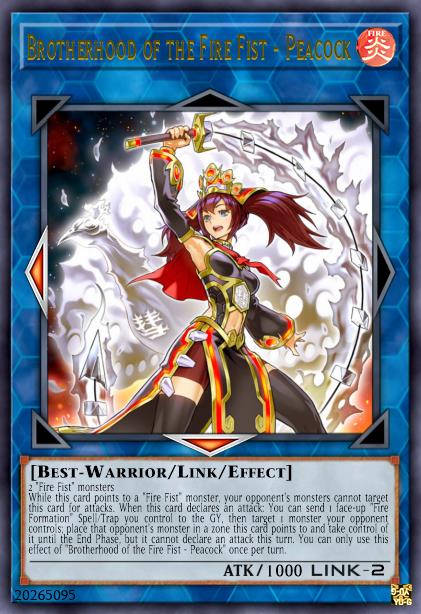 BROTHERHOOD OF THE FIRE FIST - PEACOCK
FIRE
炎
[BEST-WARRIOR/LINK/EFFECT]
2 "Fire Fist" monsters
While this card points to a "Fire Fist" monster, your opponent's monsters cannot target
this card for attacks. When this card declares an attack: You can send 1 face-up "Fire
Formation" Spell/Trap you control to the GY, then target 1 monster your opponent
controls; place that opponent's monster in a zone this card points to and take control of
it until the End Phase, but it cannot declare an attack this turn. You can only use this
effect of "Brotherhood of the Fire Fist - Peacock" once per turn.
ATK/1000 LINK-2
20265095